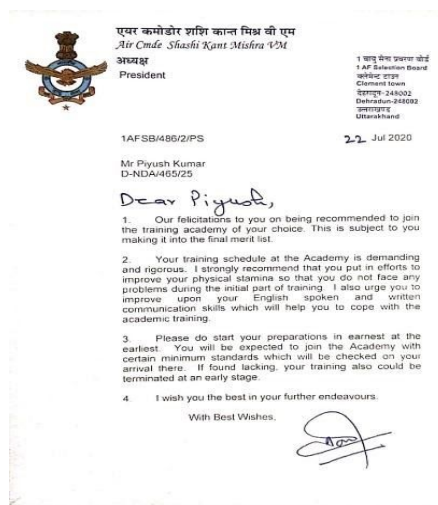 एयर कमोडोर शशि कान्त मिश्र वी एम
Air Cmde Shashi Kant Mishra VM
अध्यक्ष
President
1 वायु सेना प्रवरण बोर्ड
1 AF Selection Board
क्लेमेन्ट टाउन
Clement town
देहरादून-248002
Dehradun-248002
उत्तराखण्ड
Uttarakhand
1AFSB/486/2/PS
22 Jul 2020
Mr Piyush Kumar
D-NDA/465/25
Dear Piyush,
1. Our felicitations to you on being recommended to join
the training academy of your choice. This is subject to you
making it into the final merit list.
2. Your training schedule at the Academy is demanding
and rigorous. I strongly recommend that you put in efforts to
improve your physical stamina so that you do not face any
problems during the initial part of training. I also urge you to
improve upon your English spoken and written
communication skills which will help you to cope with the
academic training.
3. Please do start your preparations in earnest at the
earliest. You will be expected to join the Academy with
certain minimum standards which will be checked on your
arrival there. If found lacking, your training also could be
terminated at an early stage.
4 I wish you the best in your further endeavours.
With Best Wishes,